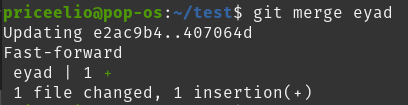 priceelio@pop-os:~/test$ git merge eyad
Updating e2ac9b4..407064d
Fast-forward
 eyad | 1 +
 1 file changed, 1 insertion(+)